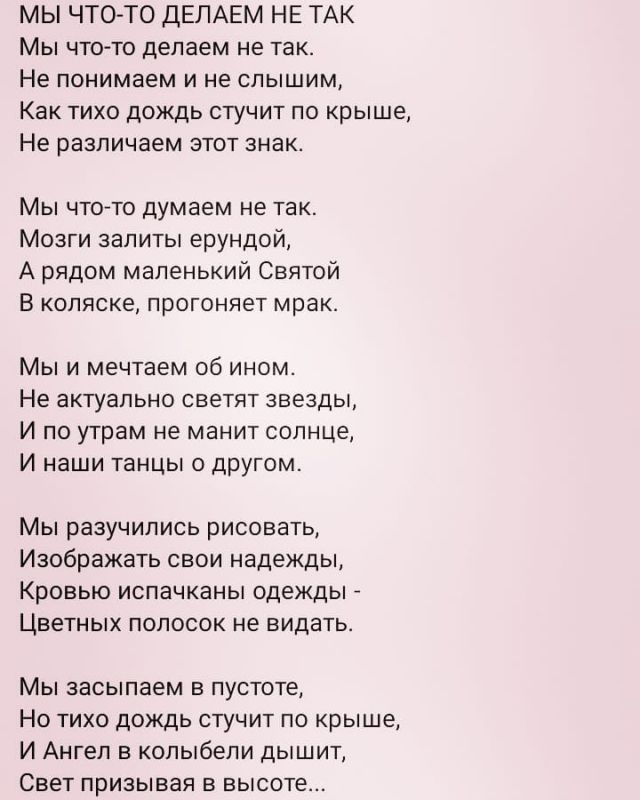 МЫ ЧТО-ТО ДЕЛАЕМ НЕ ТАК
Мы что-то делаем не так.
Не понимаем и не слышим,
Как тихо дождь стучит по крыше,
Не различаем этот знак.

Мы что-то думаем не так.
Мозги залиты ерундой,
А рядом маленький Святой
В коляске, прогоняет мрак.

Мы и мечтаем об ином.
Не актуально светят звезды,
И по утрам не манит солнце,
И наши танцы о другом.

Мы разучились рисовать,
Изображать свои надежды,
Кровью испачканы одежды -
Цветных полосок не видать.

Мы засыпаем в пустоте,
Но тихо дождь стучит по крыше,
И Ангел в колыбели дышит,
Свет призывая в высоте...